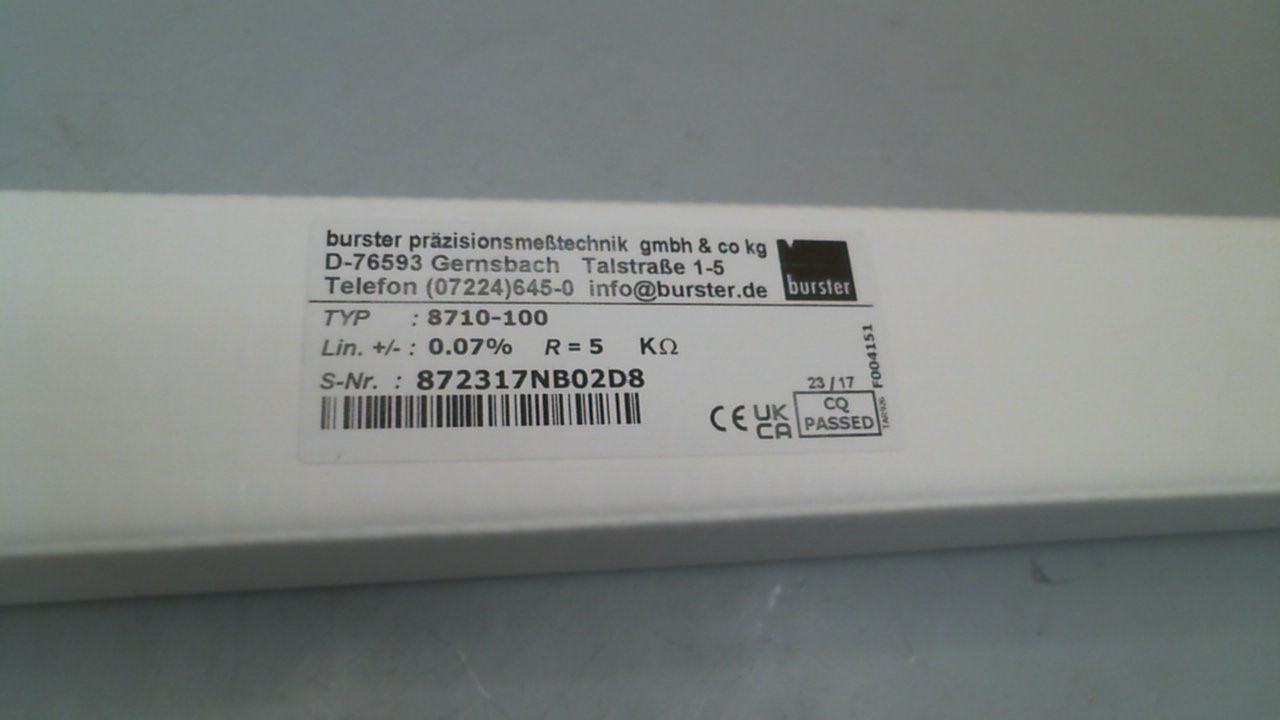 burster präzisionsmeßtechnik gmbh & co kg
D-76593 Gernsbach Talstraße 1-5
Telefon (07224)645-0 info@burster.de
burster
TYP : 8710-100
Lin. +/- : 0.07% R = 5 KΩ
S-Nr. : 872317NB02D8
CE UK CA
23/17
CQ
PASSED
F004151